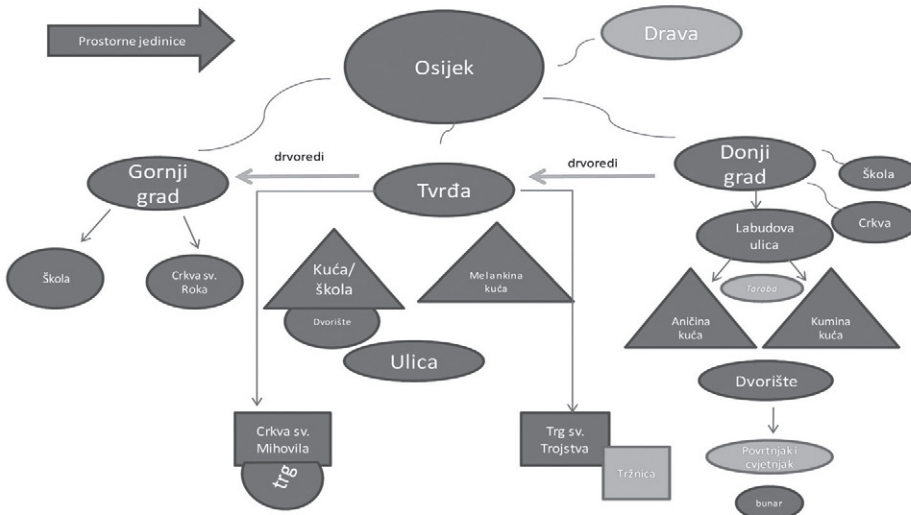 Prostorne jedinice
Osijek
Drava
drvoredi
drvoredi
Gornji
grad
Tvrđa
Donji
grad
Škola
Crkva
Labudova
ulica
Škola
Crkva sv.
Roka
Kuća/
škola
Dvorište
Melankina
kuća
Ulica
Taraba
Aničina
kuća
Kumina
kuća
Dvorište
Crkva sv.
Mihovila
trg
Trg sv.
Trojstva
Tržnica
Povrtnjak i
cvjetnjak
bunar